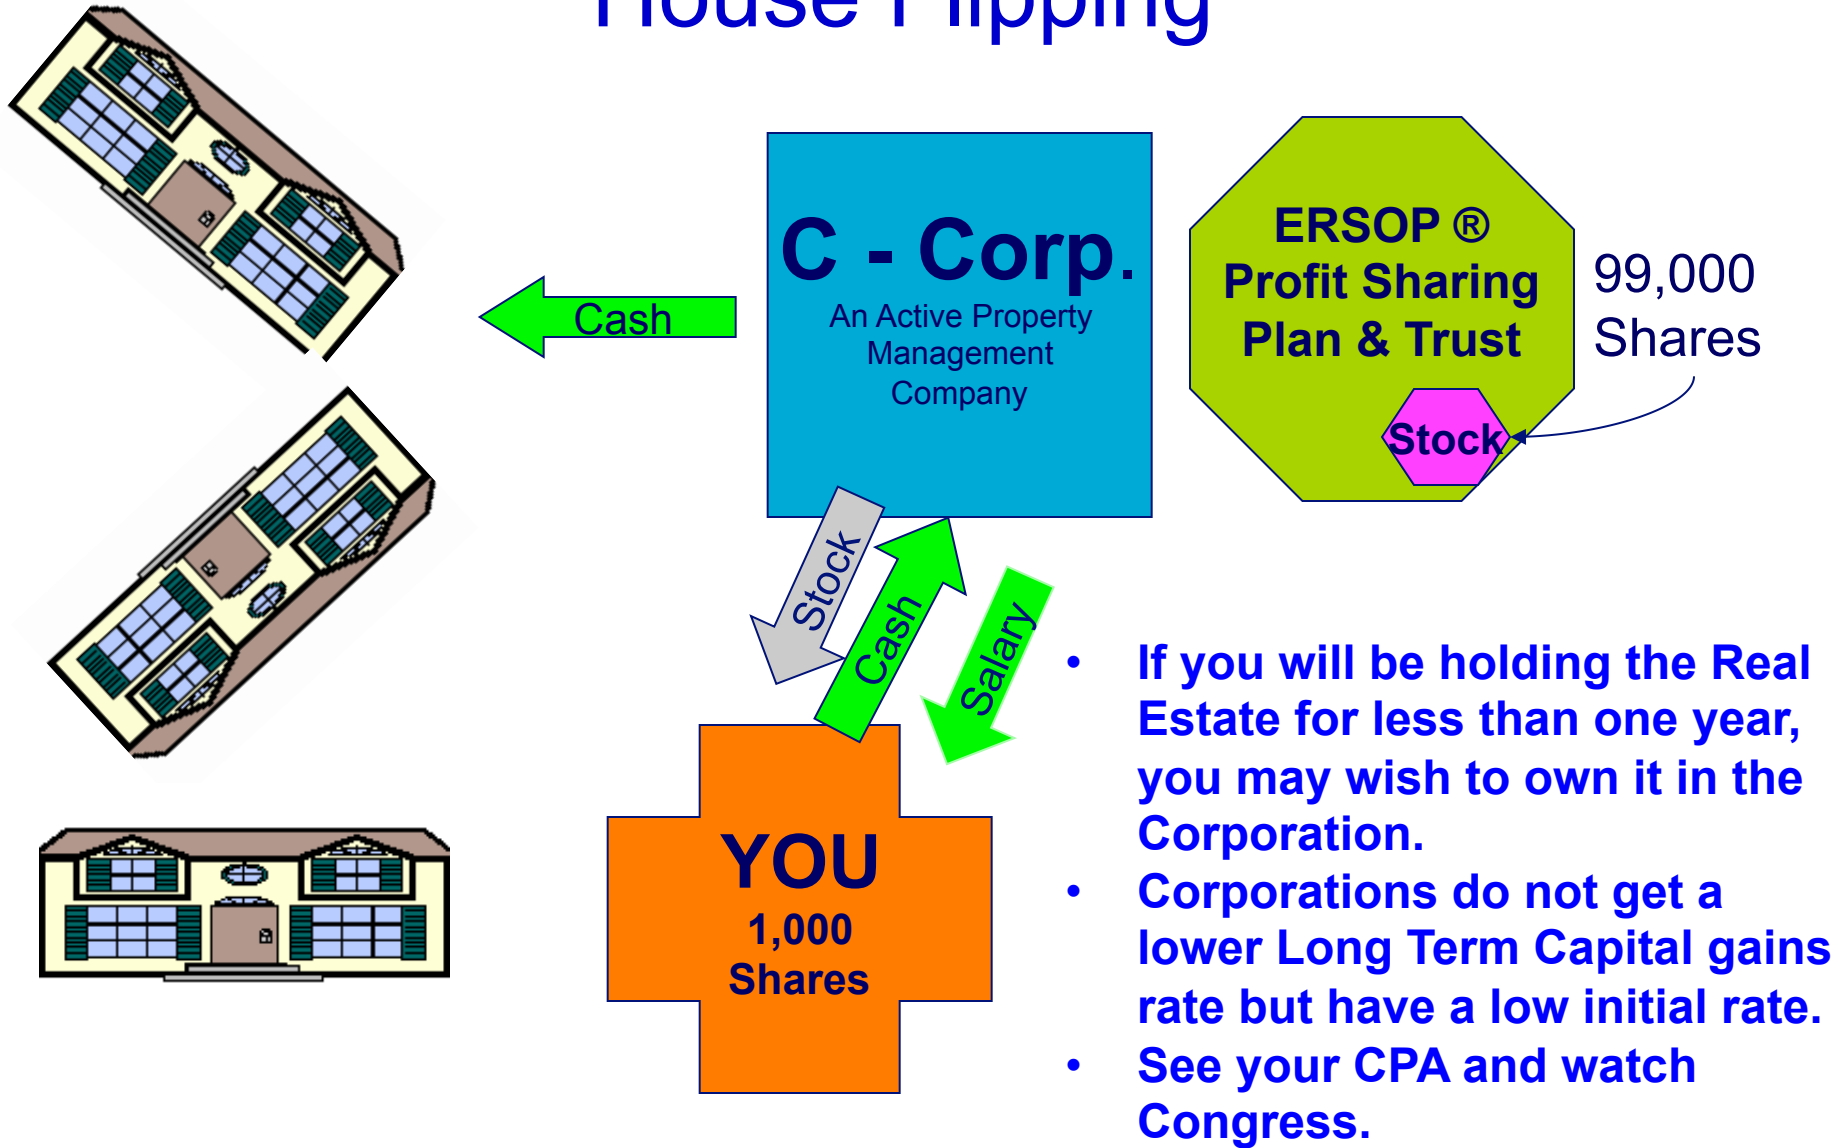 House Flipping
C - Corp.
An Active Property
Management
Company
ERSOP ®
Profit Sharing
Plan & Trust
Stock
99,000
Shares
Cash
Stock
Cash
Salary
YOU
1,000
Shares
• If you will be holding the Real
Estate for less than one year,
you may wish to own it in the
Corporation.
• Corporations do not get a
lower Long Term Capital gains
rate but have a low initial rate.
• See your CPA and watch
Congress.